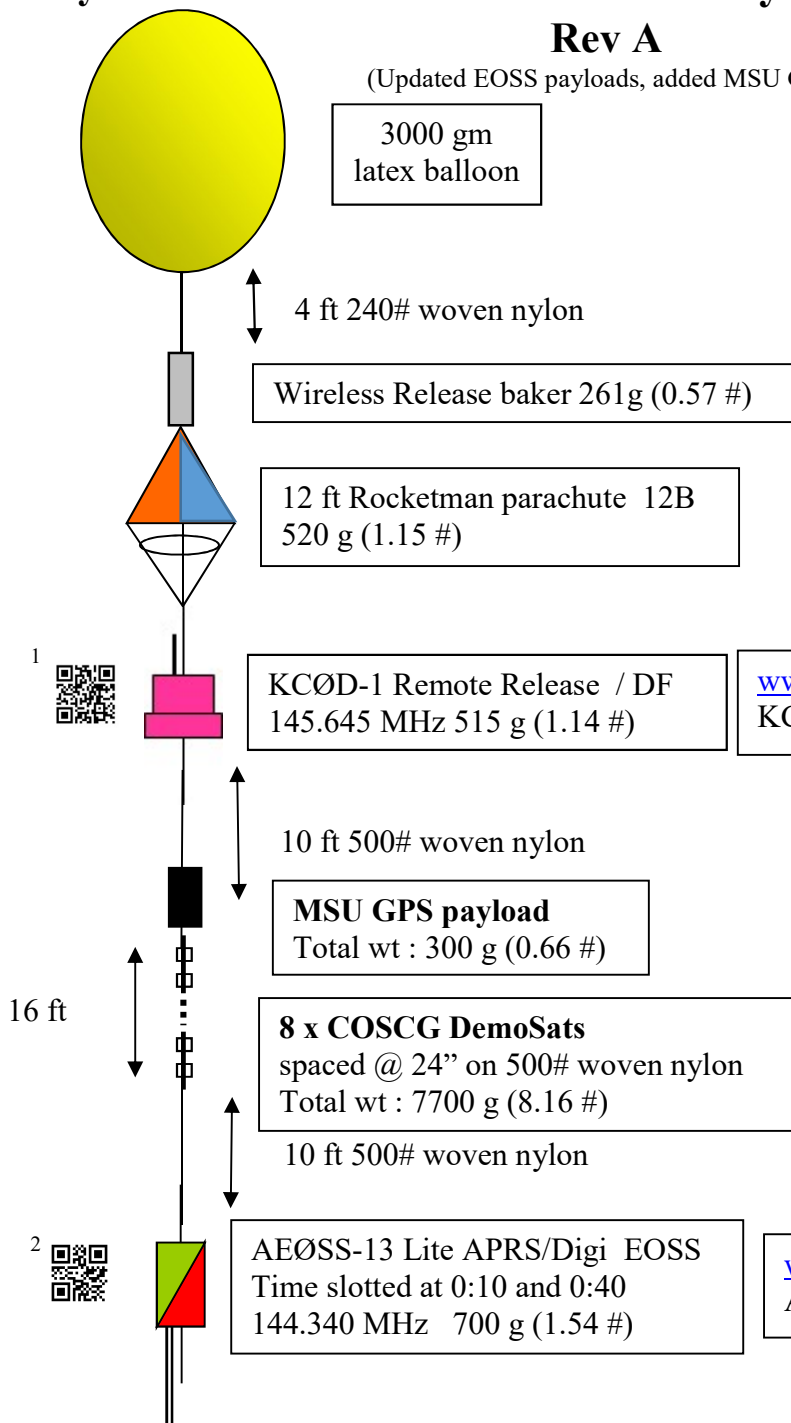 Rev A
(Updated EOSS payloads, added MSU
3000 gm
latex balloon
4 ft 240# woven nylon
Wireless Release baker 261g (0.57 #)
12 ft Rocketman parachute 12B
520 g (1.15 #)
1
KCØD-1 Remote Release / DF
145.645 MHz 515 g (1.14 #)
ww
KC
10 ft 500# woven nylon
MSU GPS payload
Total wt : 300 g (0.66 #)
16 ft
8 x COSCG DemoSats
spaced @ 24” on 500# woven nylon
Total wt : 7700 g (8.16 #)
10 ft 500# woven nylon
2
AEØSS-13 Lite APRS/Digi EOSS
Time slotted at 0:10 and 0:40
144.340 MHz 700 g (1.54 #)